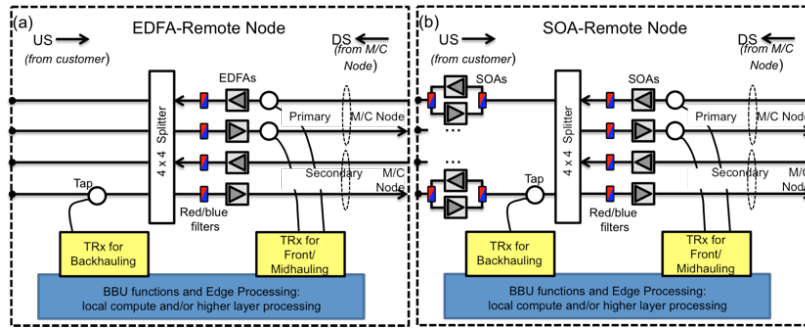 (a)
EDFA-Remote Node
US
(from customer)
DS
(from M/C
Node)
EDFAs
4 x 4 Splitter
Primary
M/C Node
Secondary
M/C
Node
Tap
Red/blue
filters
TRx for
Backhauling
TRx for
Front/
Midhauling
BBU functions and Edge Processing:
local compute and/or higher layer processing
(b)
SOA-Remote Node
US
(from customer)
DS
(from M/C
Node)
SOAs
SOAs
...
...
4 x 4 Splitter
Primary
M/C Node
Secondary
M/C
Node
Tap
Red/blue
filters
TRx for
Backhauling
TRx for
Front/
Midhauling
BBU functions and Edge Processing:
local compute and/or higher layer processing